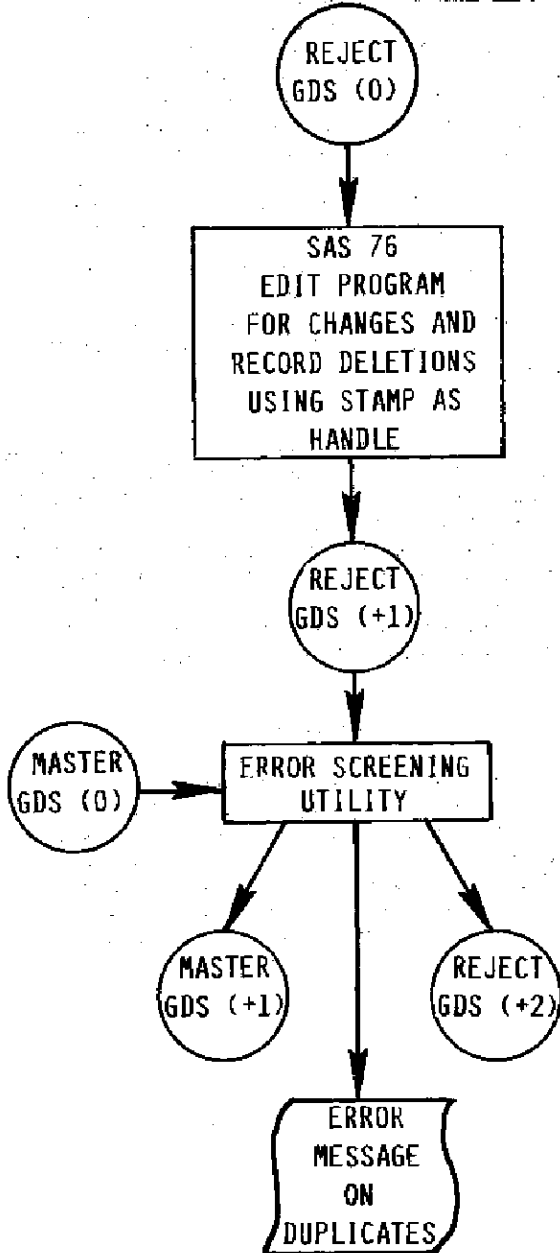 REJECT
GDS (0)
SAS 76
EDIT PROGRAM
FOR CHANGES AND
RECORD DELETIONS
USING STAMP AS
HANDLE
REJECT
GDS (+1)
MASTER
GDS (0)
ERROR SCREENING
UTILITY
MASTER
GDS (+1)
REJECT
GDS (+2)
ERROR
MESSAGE
ON
DUPLICATES